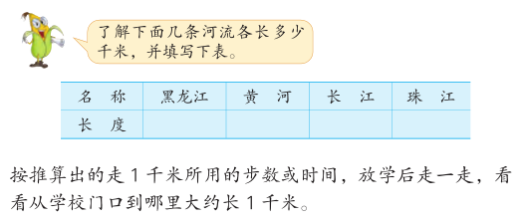 了解下面几条河流各长多少
千米，并填写下表。
名 称 黑龙江 黄 河 长 江 珠 江
长 度
按推算出的走1千米所用的步数或时间，放学后走一走，看
看从学校门口到哪里大约长1千米。